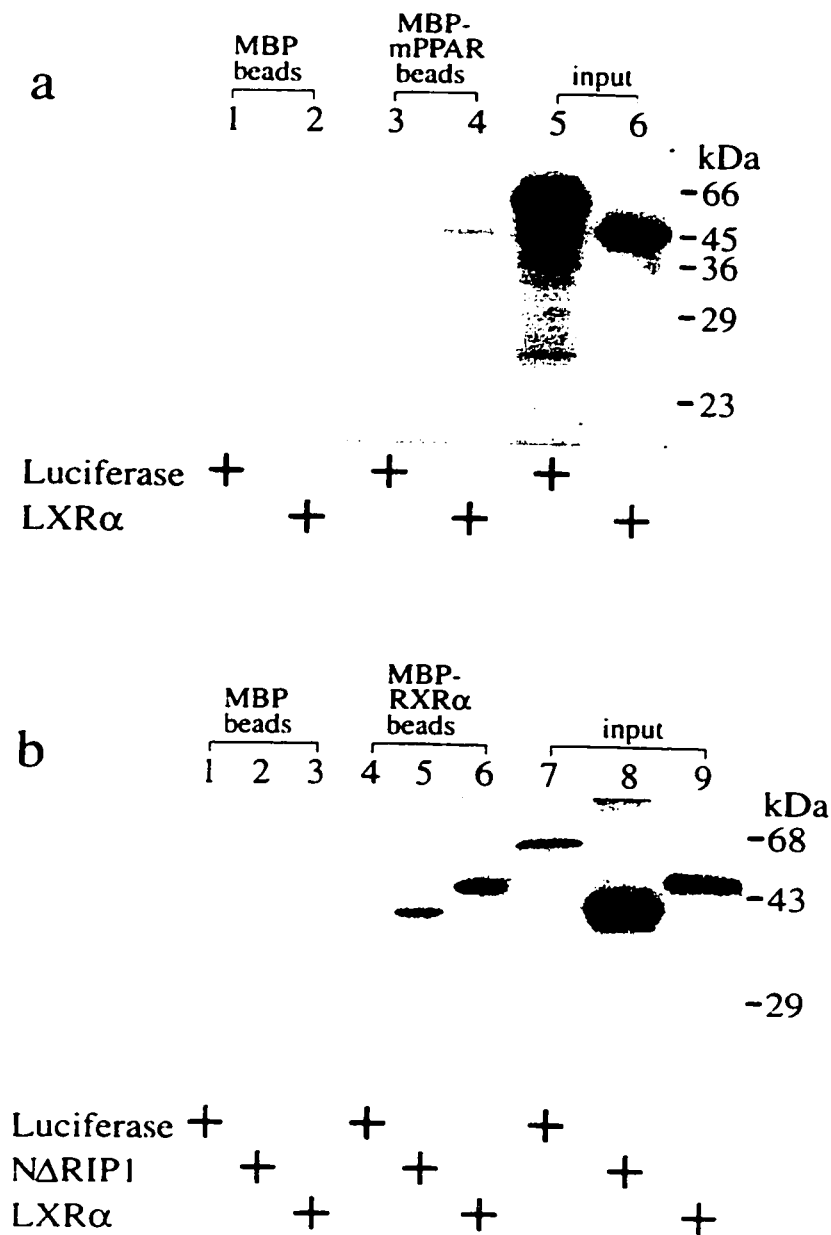 a
MBP beads
MBP-mPPAR beads
input
1 2 3 4 5 6
kDa
-66
-45
-36
-29
-23
Luciferase + + +
LXRα + + +
b
MBP beads
MBP-RXRα beads
input
1 2 3 4 5 6 7 8 9
kDa
-68
-43
-29
Luciferase + + +
NΔRIP1 + + +
LXRα + + +